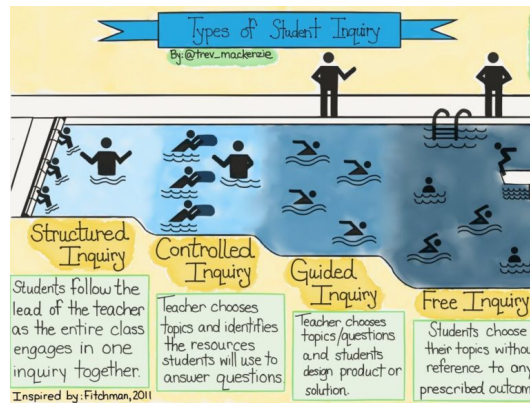 Types of Student Inquiry
By: @trev_mackenzie
Structured
Inquiry
Students follow the
lead of the teacher
as the entire class
engages in one
inquiry together.
Controlled
Inquiry
Teacher chooses
topics and identifies
the resources
students will use to
answer questions
Guided
Inquiry
Teacher chooses
topics/questions
and students
design product or
solution.
Free Inquiry
Students choose
their topics
reference to any
prescribed
Inspired by: Fitchman, 2011